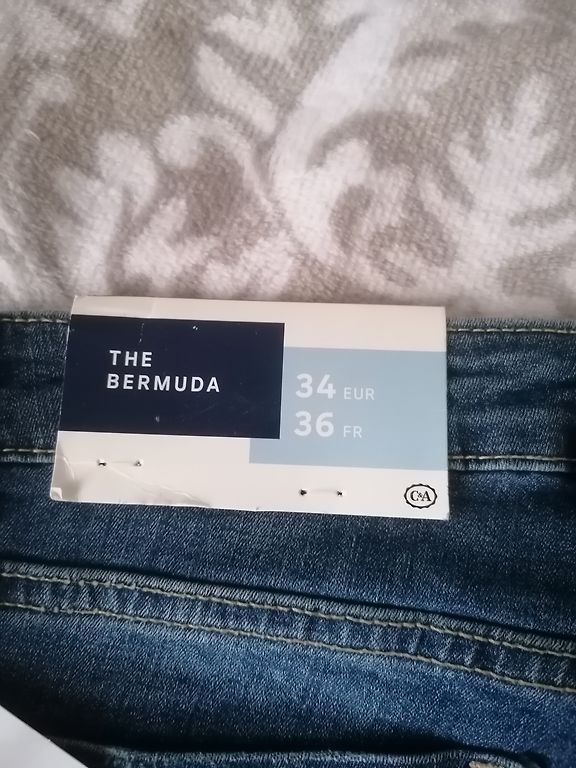 THE
BERMUDA
34 EUR
36 FR
C&A